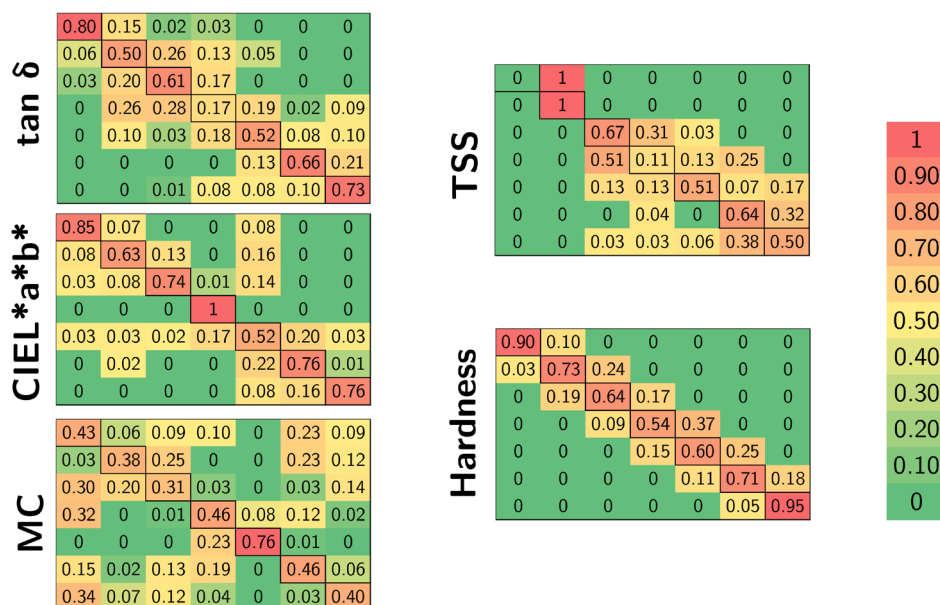 tan δ
0.80 0.15 0.02 0.03 0 0 0
0.06 0.50 0.26 0.13 0.05 0 0
0.03 0.20 0.61 0.17 0 0 0
0 0.26 0.28 0.17 0.19 0.02 0.09
0 0.10 0.03 0.18 0.52 0.08 0.10
0 0 0 0 0.13 0.66 0.21
0 0 0.01 0.08 0.08 0.10 0.73
CIEL*a*b*
0.85 0.07 0 0 0.08 0 0
0.08 0.63 0.13 0 0.16 0 0
0.03 0.08 0.74 0.01 0.14 0 0
0 0 0 1 0 0 0
0.03 0.03 0.02 0.17 0.52 0.20 0.03
0 0.02 0 0 0.22 0.76 0.01
0 0 0 0 0.08 0.16 0.76
MC
0.43 0.06 0.09 0.10 0 0.23 0.09
0.03 0.38 0.25 0 0 0.23 0.12
0.30 0.20 0.31 0.03 0 0.03 0.14
0.32 0 0.01 0.46 0.08 0.12 0.02
0 0 0 0.23 0.76 0.01 0
0.15 0.02 0.13 0.19 0 0.46 0.06
0.34 0.07 0.12 0.04 0 0.03 0.40
TSS
0 1 0 0 0 0 0
0 1 0 0 0 0 0
0 0 0.67 0.31 0.03 0 0
0 0 0.51 0.11 0.13 0.25 0
0 0 0.13 0.13 0.51 0.07 0.17
0 0 0 0.04 0 0.64 0.32
0 0 0.03 0.03 0.06 0.38 0.50
Hardness
0.90 0.10 0 0 0 0 0
0.03 0.73 0.24 0 0 0 0
0 0.19 0.64 0.17 0 0 0
0 0 0.09 0.54 0.37 0 0
0 0 0 0.15 0.60 0.25 0
0 0 0 0 0.11 0.71 0.18
0 0 0 0 0 0.05 0.95
1
0.90
0.80
0.70
0.60
0.50
0.40
0.30
0.20
0.10
0